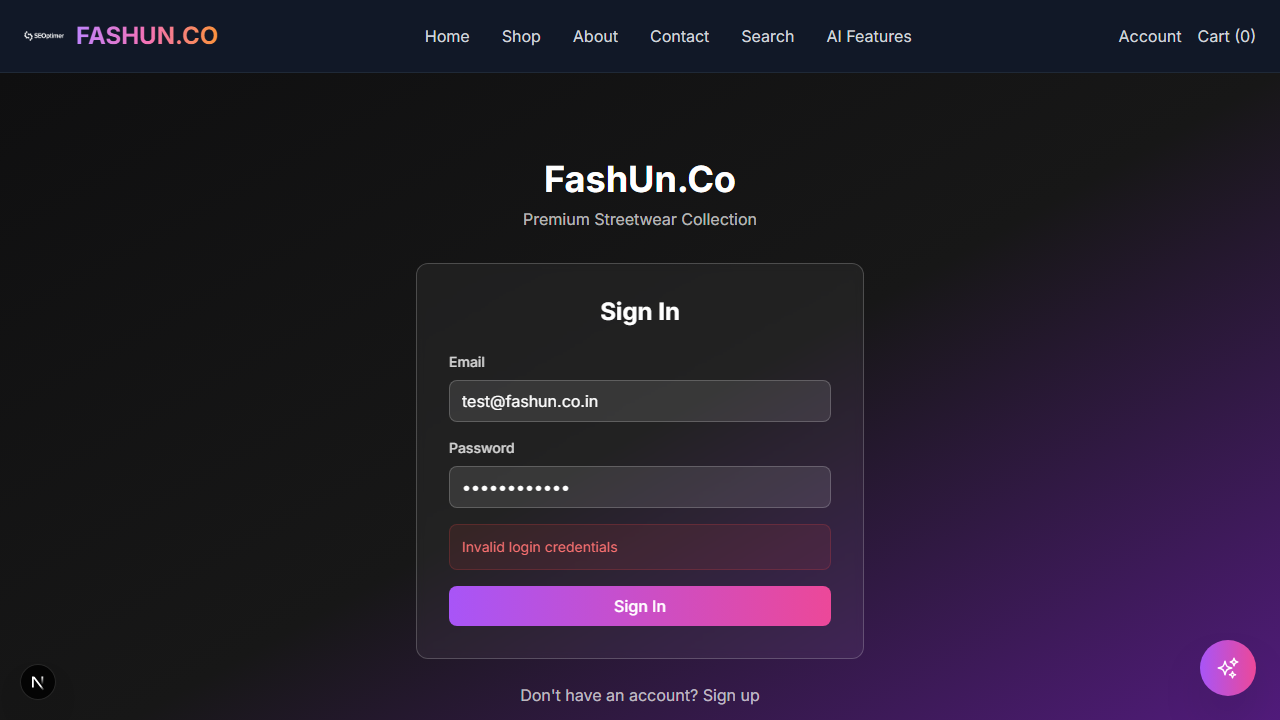 SEOptimer FASHUN.CO Home Shop About Contact Search AI Features Account Cart (0)
FashUn.Co
Premium Streetwear Collection
Sign In
Email
test@fashun.co.in
Password
••••••••••••
Invalid login credentials
Sign In
Don't have an account? Sign up
N